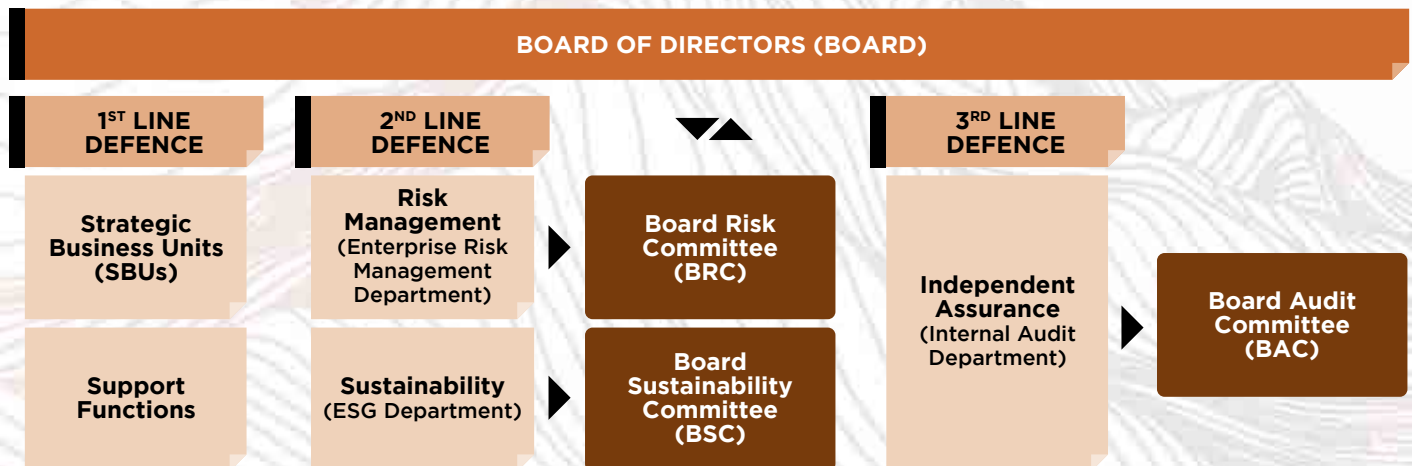 BOARD OF DIRECTORS (BOARD)
1ST LINE
DEFENCE
Strategic
Business Units
(SBUs)
Support
Functions
2ND LINE
DEFENCE
Risk
Management
(Enterprise Risk
Management
Department)
Sustainability
(ESG Department)
Board Risk
Committee
(BRC)
Board
Sustainability
Committee
(BSC)
3RD LINE
DEFENCE
Independent
Assurance
(Internal Audit
Department)
Board Audit
Committee
(BAC)